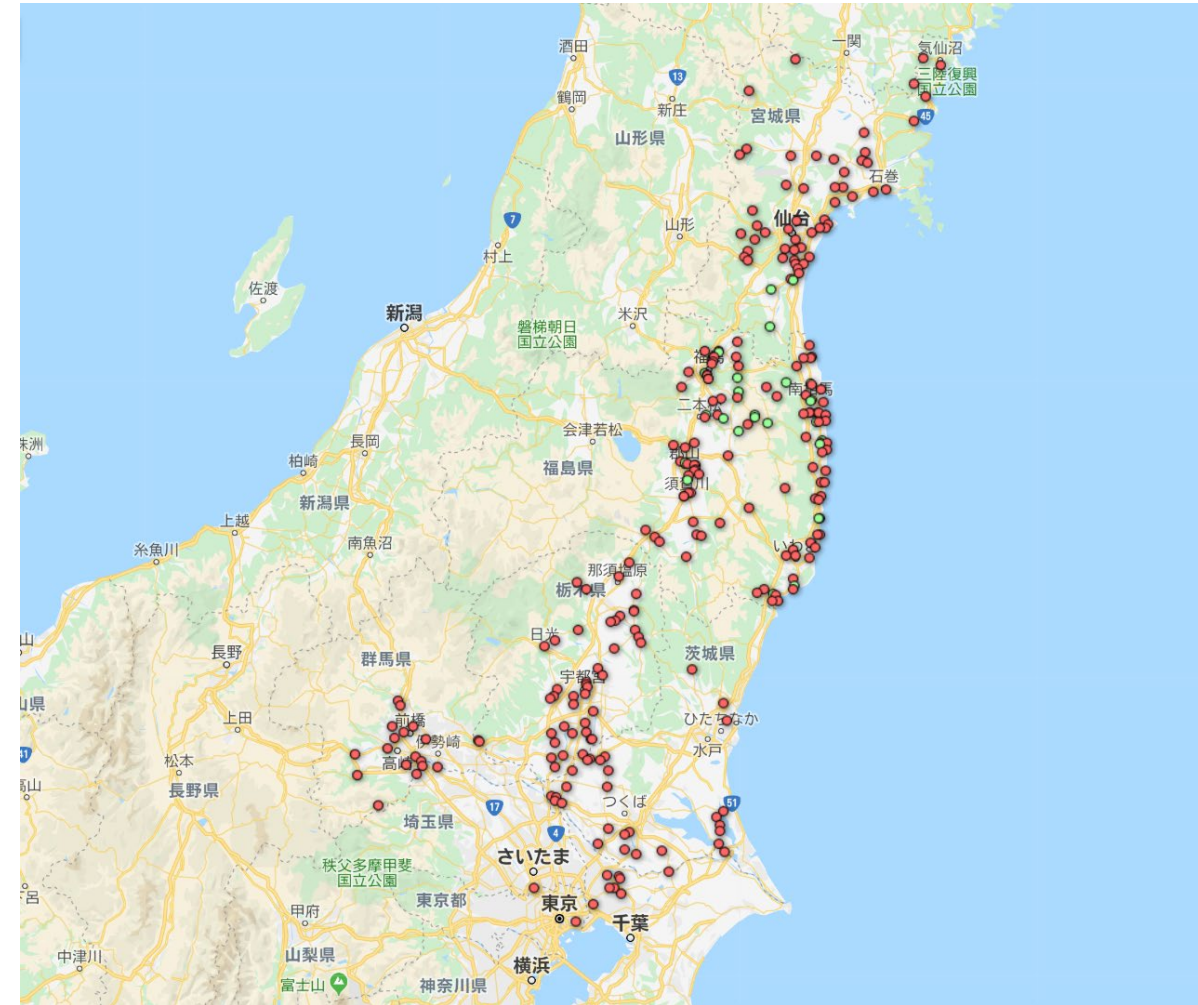 酒田
一関
気仙沼
三陸復興
国立公園
13
鶴岡
新庄
宮城県
45
山形県
石巻
7
山形
仙台
村上
佐渡
新潟
米沢
磐梯朝日
国立公園
二本
会津若松
長岡
柏崎
福島県
郡山
須賀川
新潟県
上越
南魚沼
糸魚川
いわき
那須塩原
栃木県
日光
長野
群馬県
茨城県
宇都宮
上田
前橋
ひたちなか
伊勢崎
水戸
松本
高崎
長野県
17
つくば
51
埼玉県
4
さいたま
秩父多摩甲斐
国立公園
東京都
東京
甲府
千葉
中津川
山梨県
横浜
富士山
神奈川県